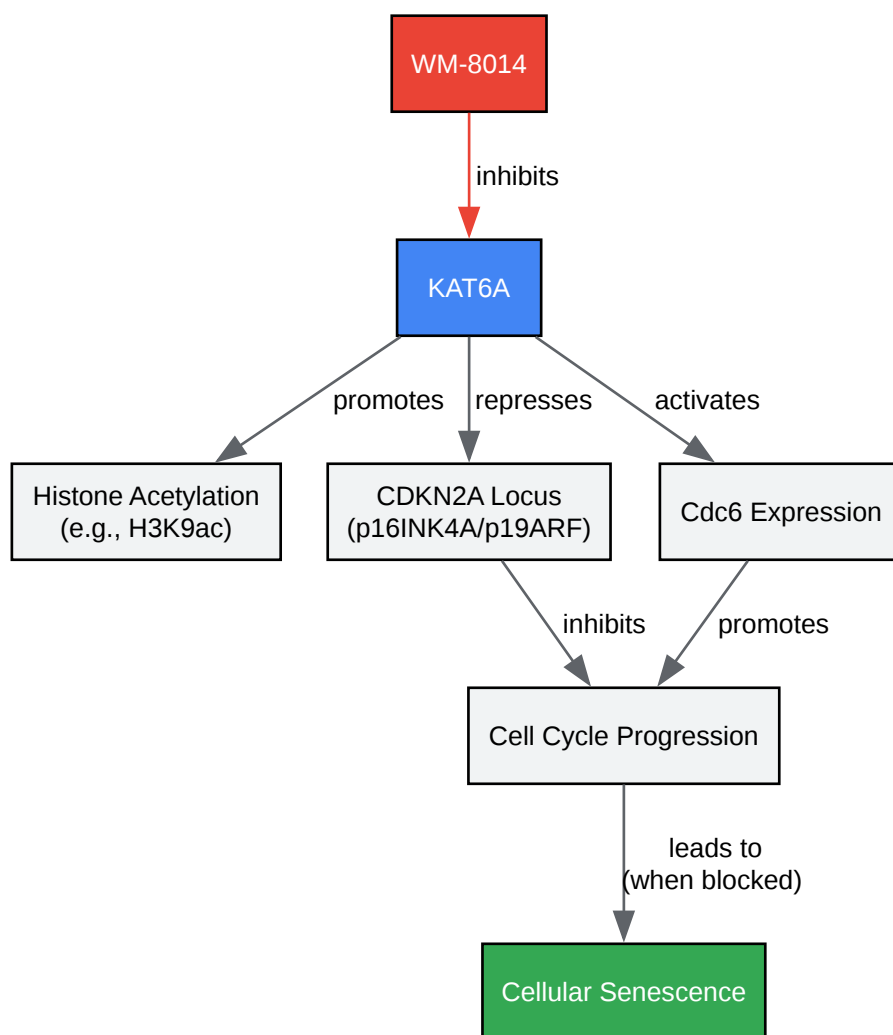 WM-8014
inhibits
KAT6A
promotes
represses
activates
Histone Acetylation
(e.g., H3K9ac)
CDKN2A Locus
(p16INK4A/p19ARF)
Cdc6 Expression
inhibits
promotes
Cell Cycle Progression
leads to
(when blocked)
Cellular Senescence